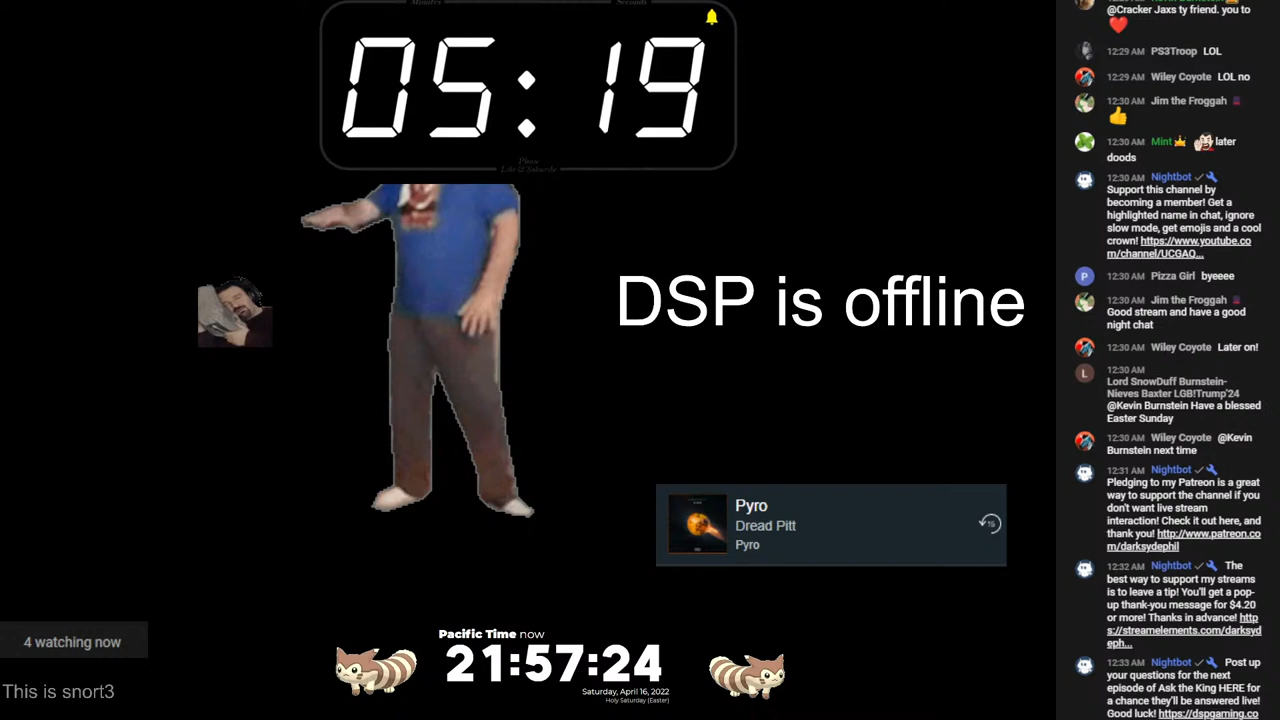 Minutes
Seconds
05:19
Please
Like & Subscribe
DSP is offline
Pyro
Dread Pitt
Pyro
15
4 watching now
This is snort3
Pacific Time now
21:57:24
Saturday, April 16, 2022
Holy Saturday (Easter)
@Cracker Jaxs ty friend. you to
12:29 AM PS3Troop LOL
12:29 AM Wiley Coyote LOL no
12:30 AM Jim the Froggah
12:30 AM Mint later
doods
12:30 AM Nightbot
Support this channel by
becoming a member! Get a
highlighted name in chat, ignore
slow mode, get emojis and a cool
crown! https://www.youtube.co
m/channel/UCGAQ...
P 12:30 AM Pizza Girl byeeee
12:30 AM Jim the Froggah
Good stream and have a good
night chat
12:30 AM Wiley Coyote Later on!
L 12:30 AM
Lord SnowDuff Burnstein-
Nieves Baxter LGB!Trump'24
@Kevin Burnstein Have a blessed
Easter Sunday
12:30 AM Wiley Coyote @Kevin
Burnstein next time
12:31 AM Nightbot
Pledging to my Patreon is a great
way to support the channel if you
don't want live stream
interaction! Check it out here, and
thank you! http://www.patreon.co
m/darksydephil
12:32 AM Nightbot The
best way to support my streams
is to leave a tip! You'll get a pop-
up thank-you message for $4.20
or more! Thanks in advance! http
s://streamelements.com/darksyd
eph...
12:33 AM Nightbot Post up
your questions for the next
episode of Ask the King HERE for
a chance they'll be answered live!
Good luck! https://dspgaming.co